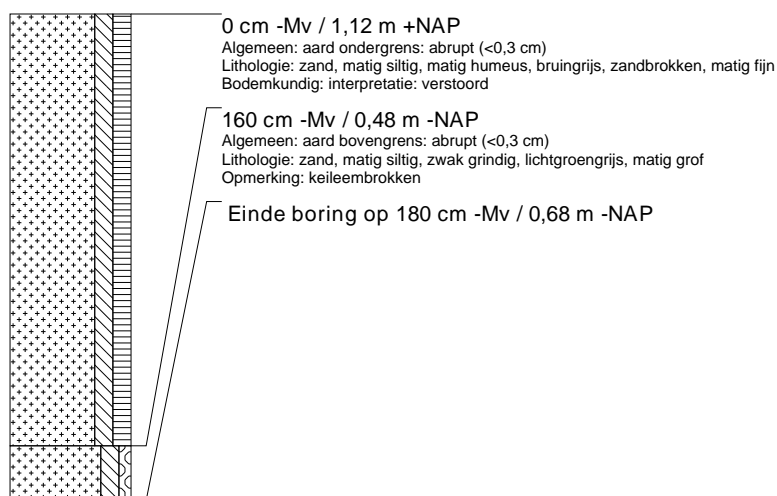 0 cm -Mv / 1,12 m +NAP
Algemeen: aard ondergrens: abrupt (<0,3 cm)
Lithologie: zand, matig siltig, matig humeus, bruingrijs, zandbrokken, matig fijn
Bodemkundig: interpretatie: verstoord
160 cm -Mv / 0,48 m -NAP
Algemeen: aard bovengrens: abrupt (<0,3 cm)
Lithologie: zand, matig siltig, zwak grindig, lichtgroengrijs, matig grof
Opmerking: keileembrokken
Einde boring op 180 cm -Mv / 0,68 m -NAP